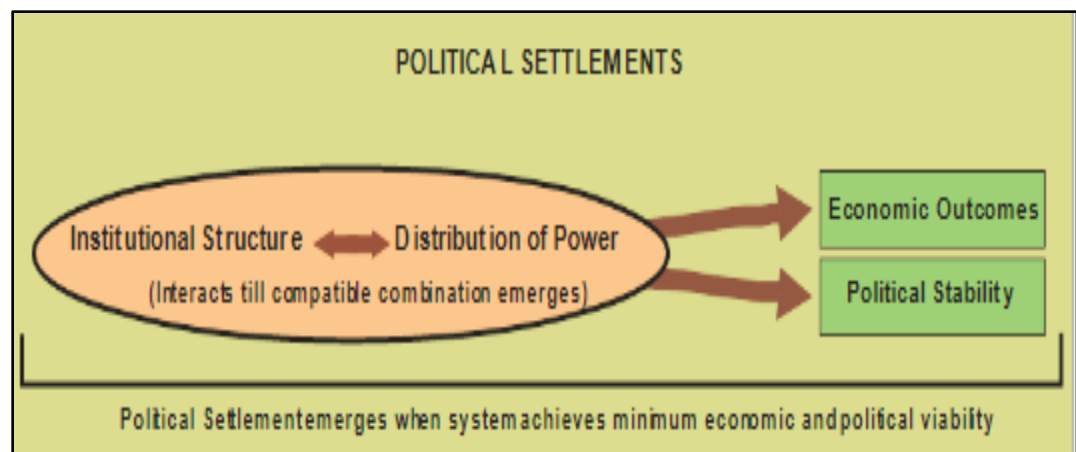 POLITICAL SETTLEMENTS
Institutional Structure Distribution of Power
(Interacts till compatible combination emerges)
Economic Outcomes
Political Stability
Political Settlementemerges when systemachieves minimum economic andpolitical viability